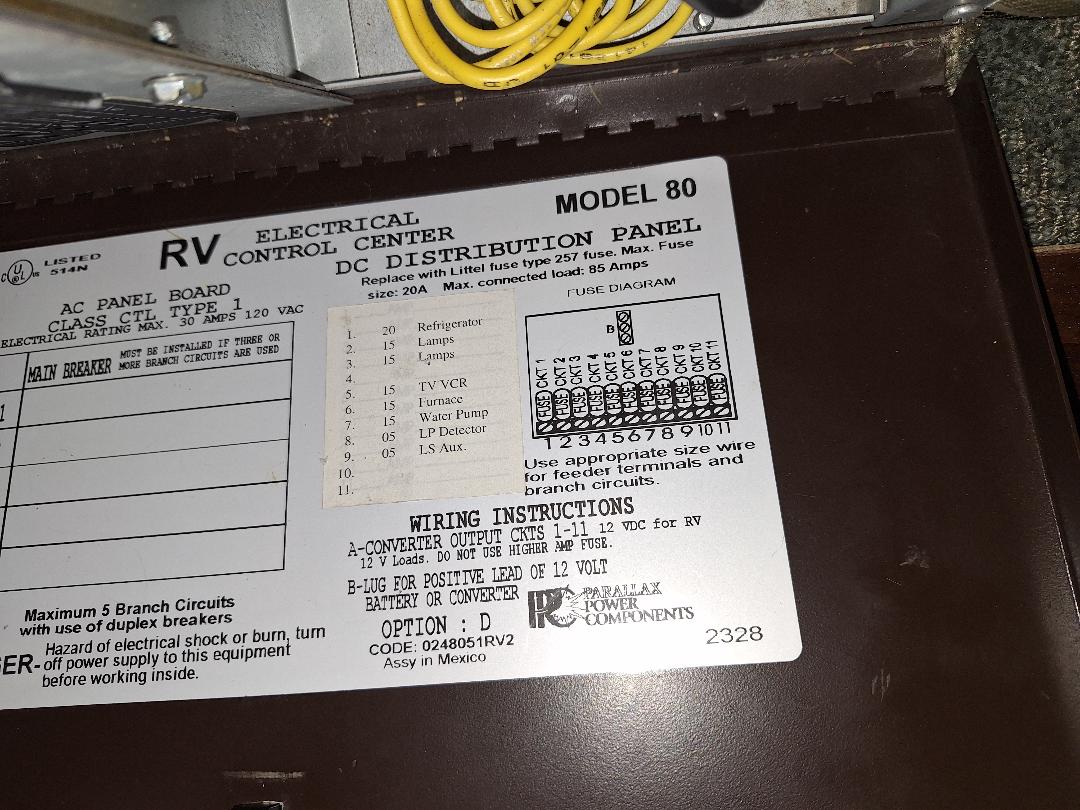 MODEL 80
RV ELECTRICAL
CONTROL CENTER
DC DISTRIBUTION PANEL
Replace with Littel fuse type 257 fuse. Max. Fuse
size: 20A Max. connected load: 85 Amps
C UL US LISTED
514N
AC PANEL BOARD
CLASS CTL TYPE 1
ELECTRICAL RATING MAX. 30 AMPS 120 VAC
MAIN BREAKER MUST BE INSTALLED IF THREE OR
MORE BRANCH CIRCUITS ARE USED
1
1. 20 Refrigerator
2. 15 Lamps
3. 15 Lamps
4.
5. 15 TV VCR
6. 15 Furnace
7. 15 Water Pump
8. 05 LP Detector
9. 05 LS Aux.
10.
11.
FUSE DIAGRAM
B
CKT 1 CKT 2 CKT 3 CKT 4 CKT 5 CKT 6 CKT 7 CKT 8 CKT 9 CKT 10 CKT 11
FUSE FUSE FUSE FUSE FUSE FUSE FUSE FUSE FUSE FUSE FUSE
1 2 3 4 5 6 7 8 9 10 11
Use appropriate size wire
for feeder terminals and
branch circuits.
WIRING INSTRUCTIONS
A-CONVERTER OUTPUT CKTS 1-11 12 VDC for RV
12 V Loads. DO NOT USE HIGHER AMP FUSE.
B-LUG FOR POSITIVE LEAD OF 12 VOLT
BATTERY OR CONVERTER
PARALLAX
POWER
COMPONENTS
OPTION : D
CODE: 0248051RV2
Assy in Mexico
2328
Maximum 5 Branch Circuits
with use of duplex breakers
GER- Hazard of electrical shock or burn, turn
off power supply to this equipment
before working inside.